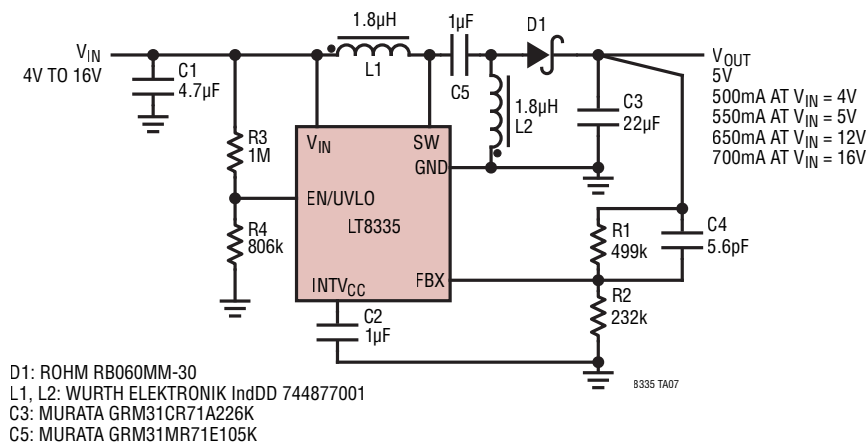 1.8µH
L1
1µF
C5
D1
VIN
4V TO 16V
C1
4.7µF
1.8µH
L2
C3
22µF
VOUT
5V
500mA AT VIN = 4V
550mA AT VIN = 5V
650mA AT VIN = 12V
700mA AT VIN = 16V
R3
1M
VIN
SW
GND
EN/UVLO
LT8335
R4
806k
INTVCC
FBX
R1
499k
C4
5.6pF
C2
1µF
R2
232k
8335 TA07
D1: ROHM RB060MM-30
L1, L2: WURTH ELEKTRONIK IndDD 744877001
C3: MURATA GRM31CR71A226K
C5: MURATA GRM31MR71E105K